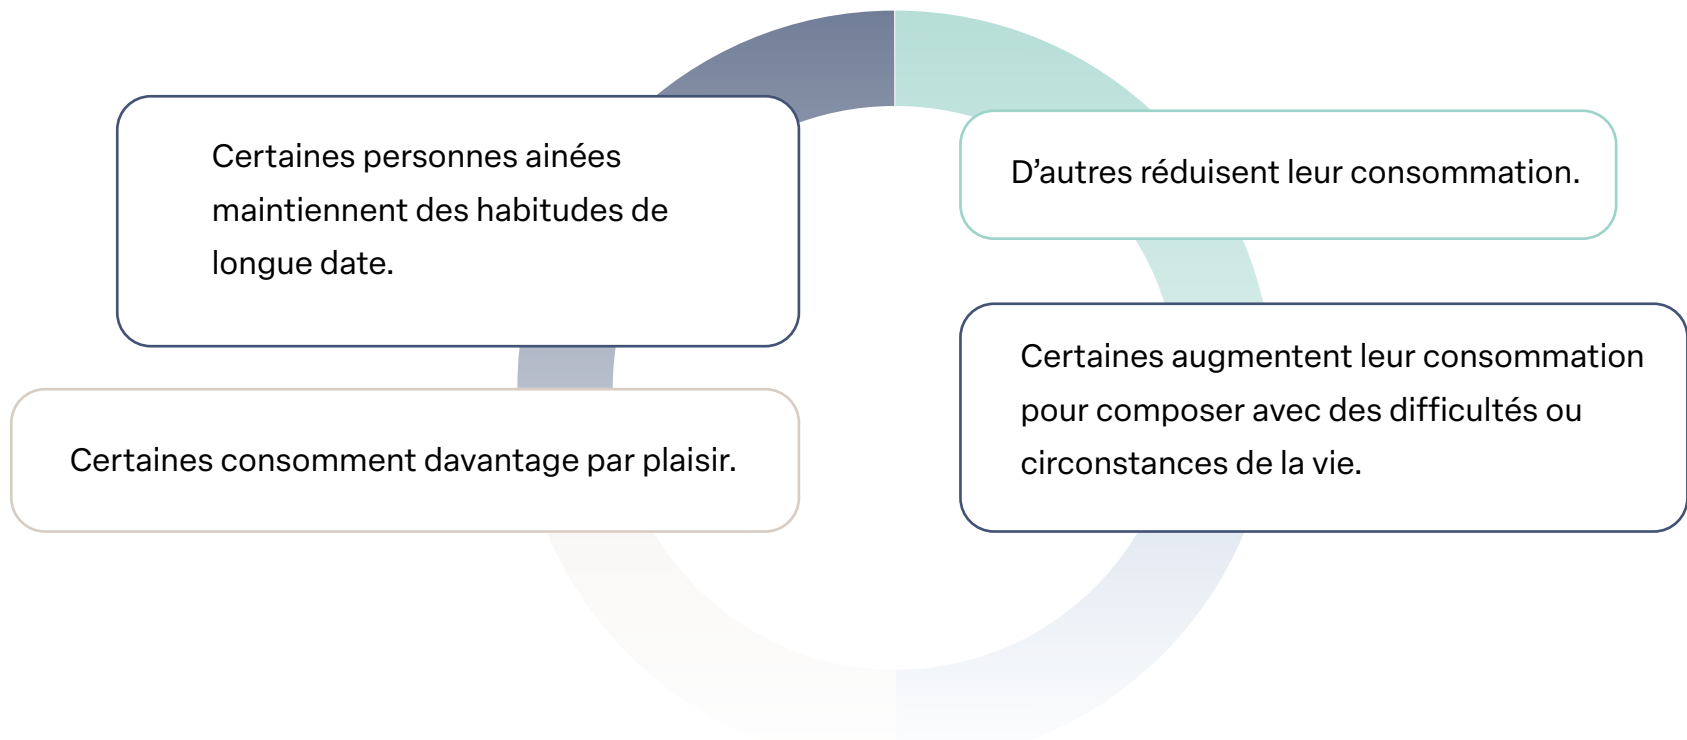 Certaines personnes ainées
maintiennent des habitudes de
longue date.
D’autres réduisent leur consommation.
Certaines augmentent leur consommation
pour composer avec des difficultés ou
circonstances de la vie.
Certaines consomment davantage par plaisir.